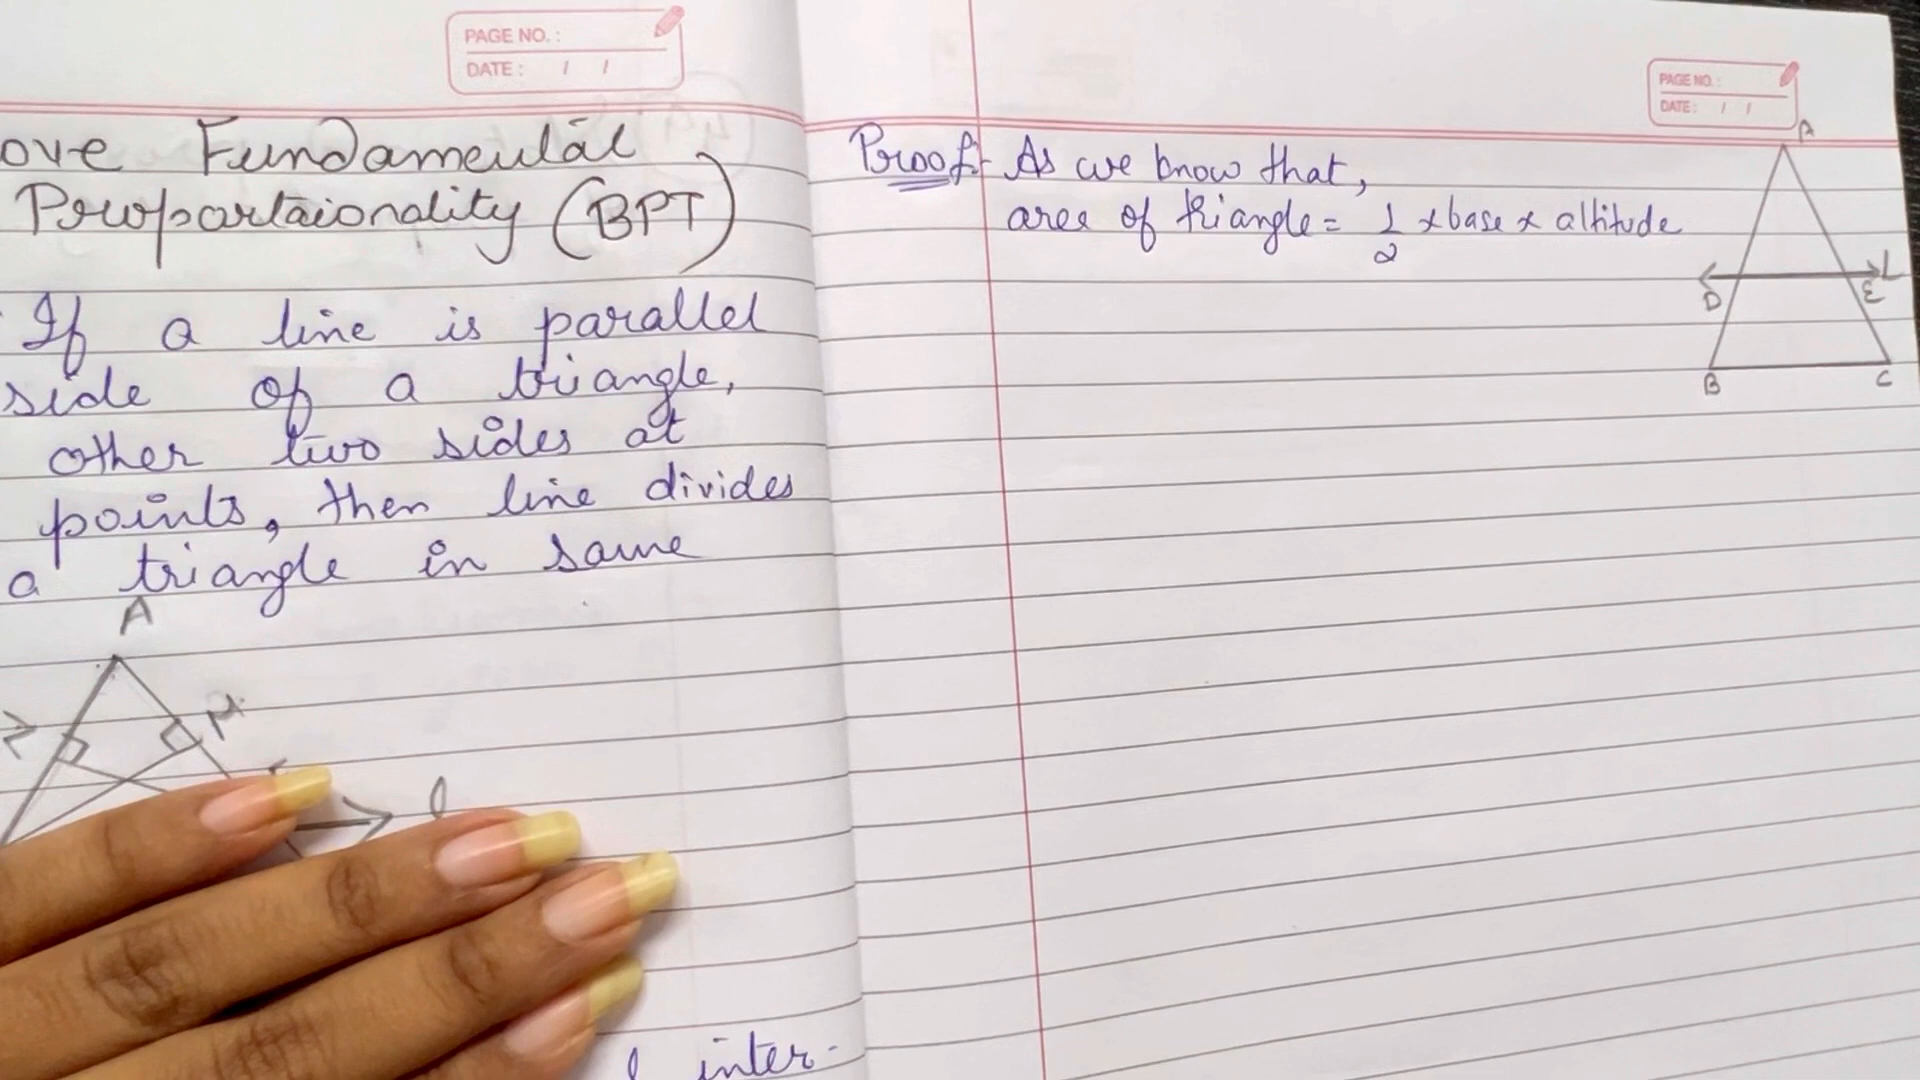 PAGE NO. :
DATE : / /
ove Fundamental
Powpartaionality (BPT)
If a line is parallel
side of a triangle,
other two sides at
points, then line divides
a triangle in same
A
M
l
l inter-
PAGE NO. :
DATE : / /
Proof:- As we know that,
area of triangle = 1/2 x base x altitude
A
L
D E
B C